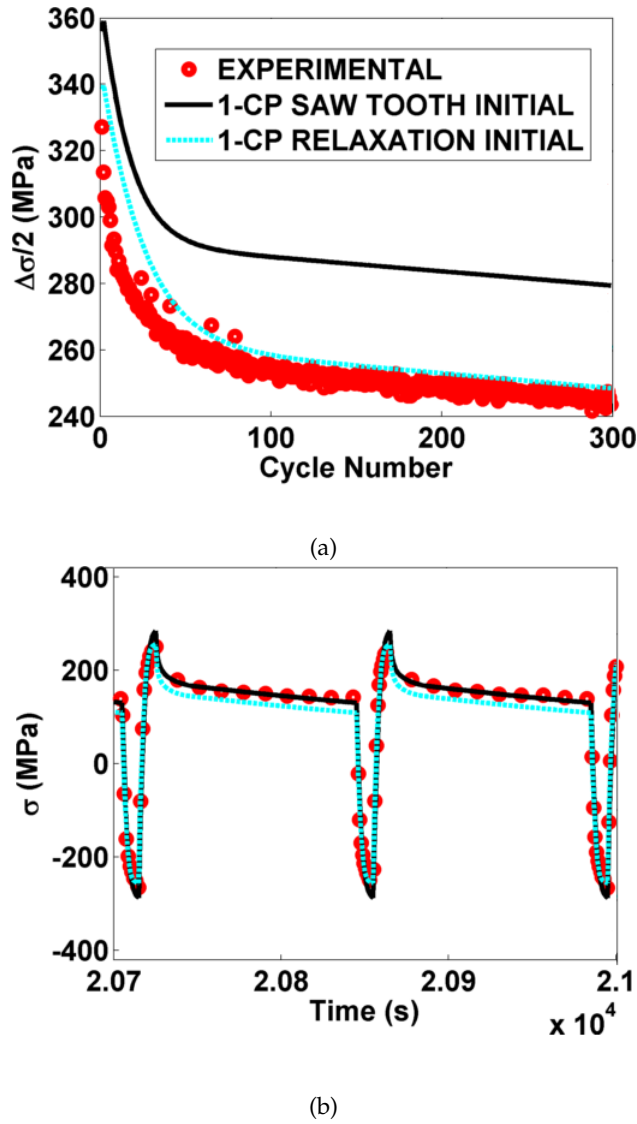 360
340
320
300
280
260
240
Δσ/2 (MPa)
EXPERIMENTAL
1-CP SAW TOOTH INITIAL
1-CP RELAXATION INITIAL
0
100
200
300
Cycle Number
(a)
400
200
0
-200
-400
σ (MPa)
2.07
2.08
2.09
2.1
Time (s)
x 10⁴
(b)